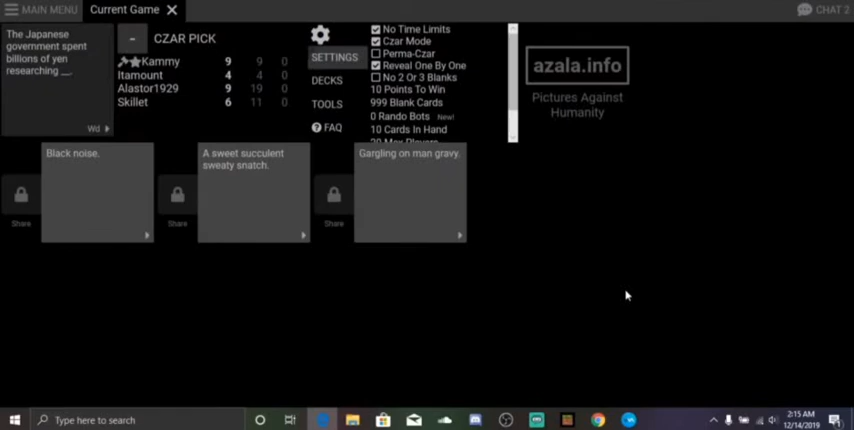 MAIN MENU
Current Game
CHAT 2
The Japanese
government spent
billions of yen
researching __.
Wd
- CZAR PICK
Kammy 9 9 0
Itamount 4 4 0
Alastor1929 9 19 0
Skillet 6 11 0
SETTINGS
DECKS
TOOLS
FAQ
No Time Limits
Czar Mode
Perma-Czar
Reveal One By One
No 2 Or 3 Blanks
10 Points To Win
999 Blank Cards
0 Rando Bots New!
10 Cards In Hand
20 Max Players
azala.info
Pictures Against
Humanity
Share
Black noise.
Share
A sweet succulent
sweaty snatch.
Share
Gargling on man gravy.
Type here to search
2:15 AM
12/14/2019